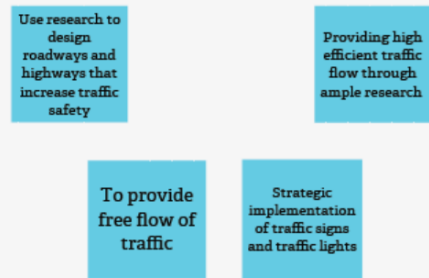 Use research to
design
roadways and
highways that
increase traffic
safety
Providing high
efficient traffic
flow through
ample research
To provide
free flow of
traffic
Strategic
implementation
of traffic signs
and traffic lights